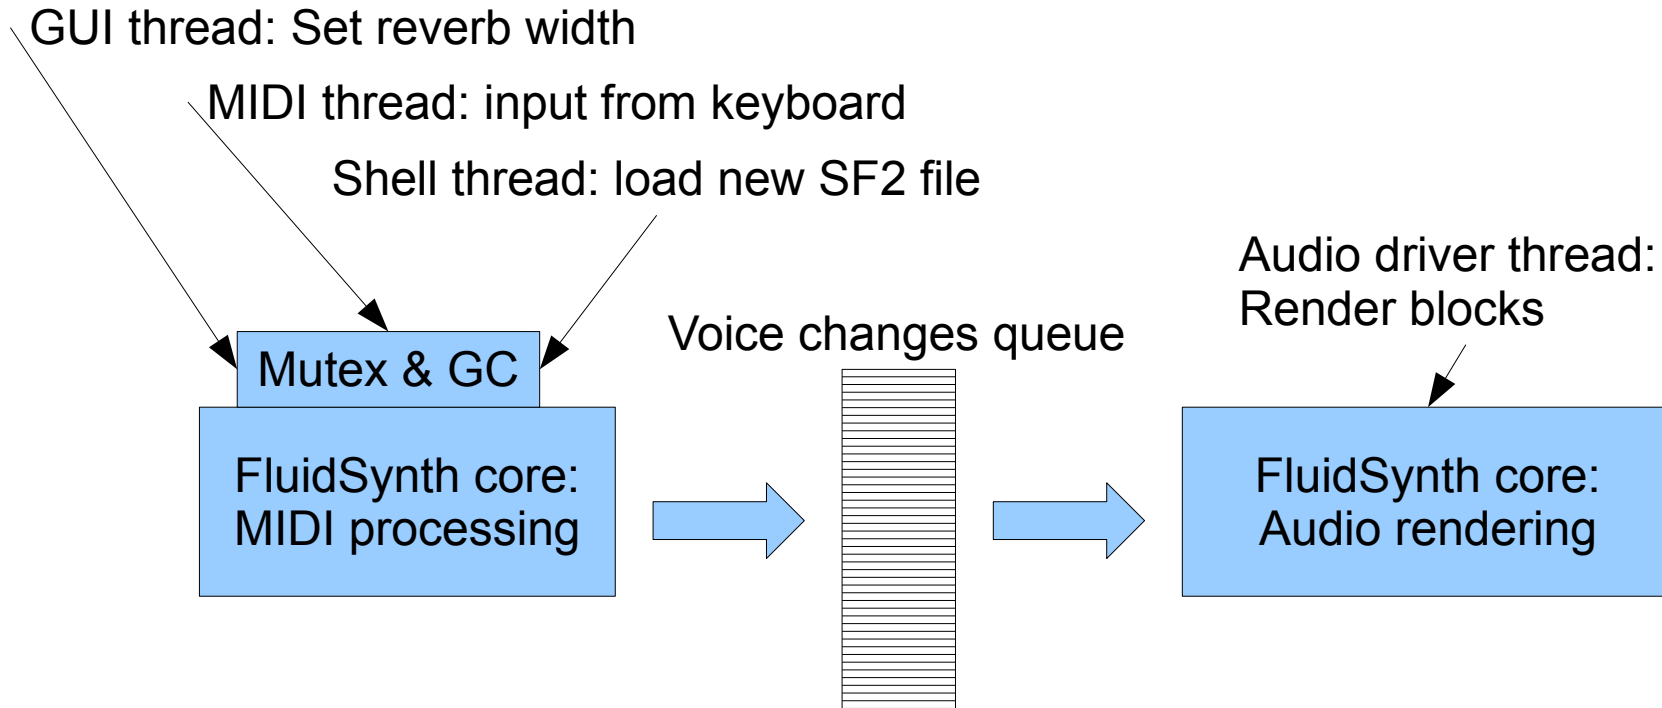 GUI thread: Set reverb width
MIDI thread: input from keyboard
Shell thread: load new SF2 file
Audio driver thread:
Render blocks
Voice changes queue
Mutex & GC
FluidSynth core:
MIDI processing
FluidSynth core:
Audio rendering